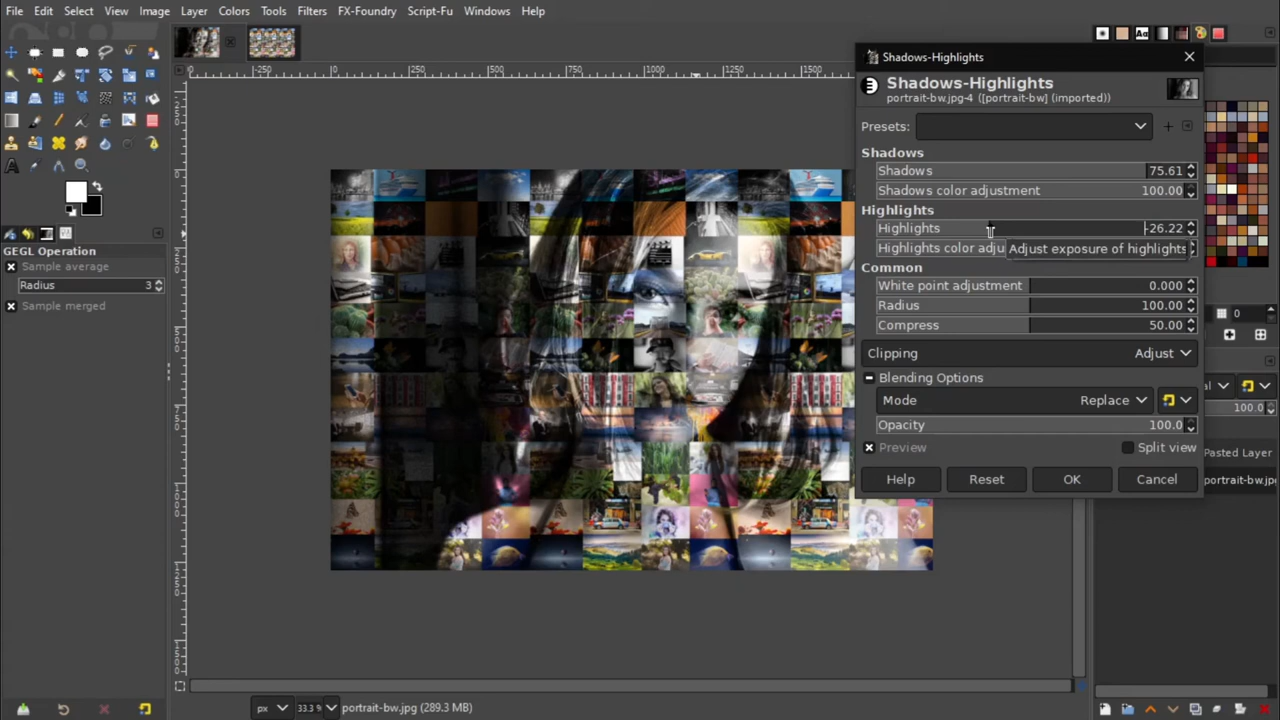 File Edit Select View Image Layer Colors Tools Filters FX-Foundry Script-Fu Windows Help
Shadows-Highlights
Shadows-Highlights
portrait-bw.jpg-4 ([portrait-bw] (imported))
Presets:
Shadows
Shadows 75.61
Shadows color adjustment 100.00
Highlights
Highlights -26.22
Highlights color adju
Adjust exposure of highlights
Common
White point adjustment 0.000
Radius 100.00
Compress 50.00
Clipping Adjust
Blending Options
Mode Replace
Opacity 100.0
Preview Split view
Help Reset OK Cancel
GEGL Operation
Sample average
Radius 3
Sample merged
0
100.0
Pasted Layer
portrait-bw.jpg
-250 0 250 500 750 1000 1250 1500
px 33.3 % portrait-bw.jpg (289.3 MB)